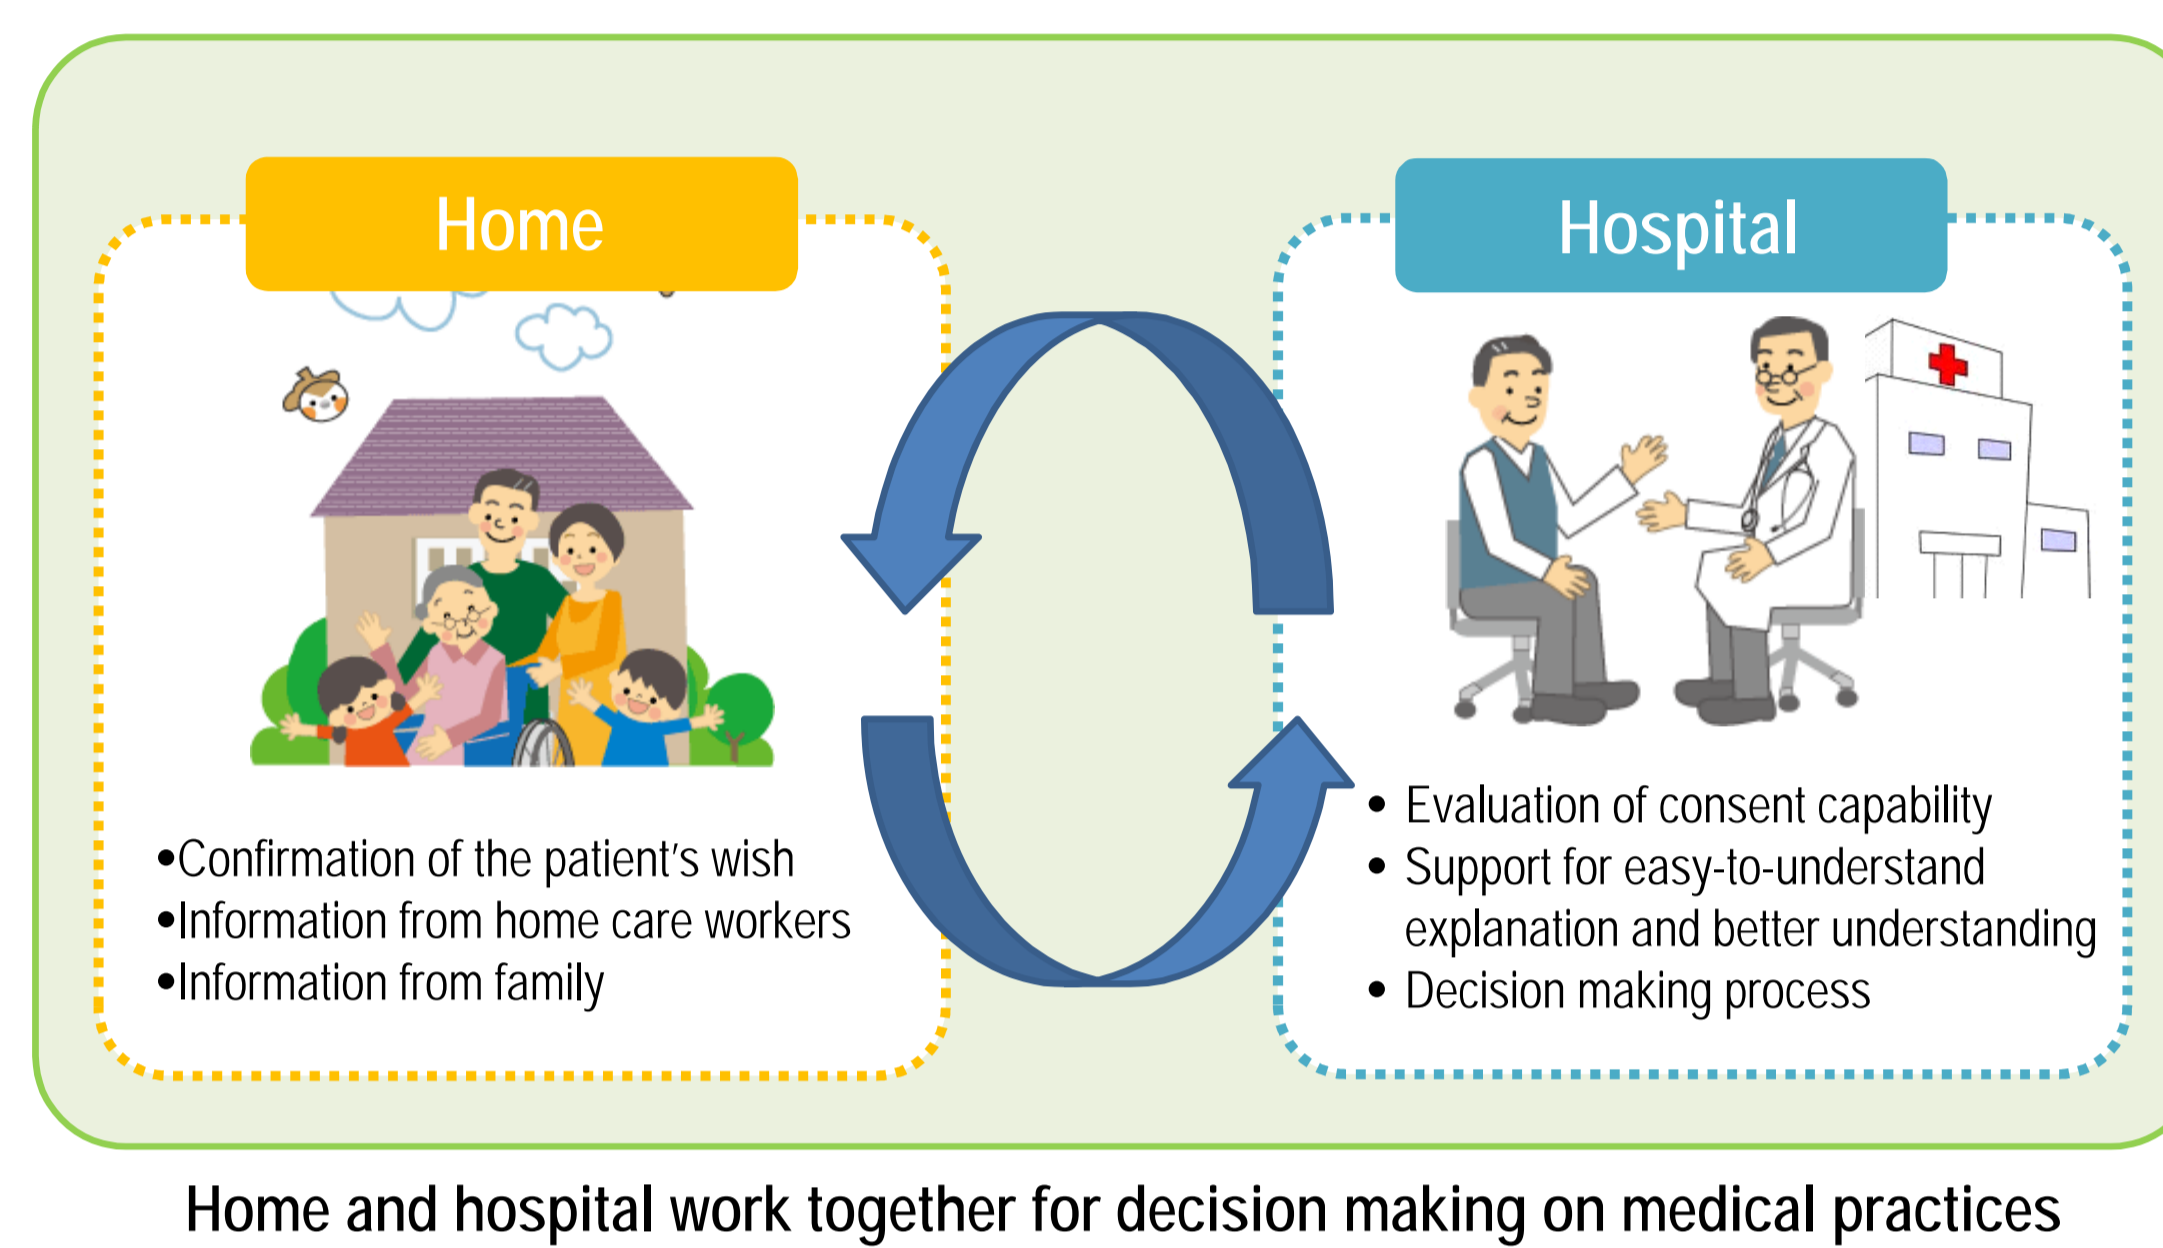 Home
•Confirmation of the patient's wish
•Information from home care workers
•Information from family
Hospital
• Evaluation of consent capability
• Support for easy-to-understand
explanation and better understanding
• Decision making process
Home and hospital work together for decision making on medical practices